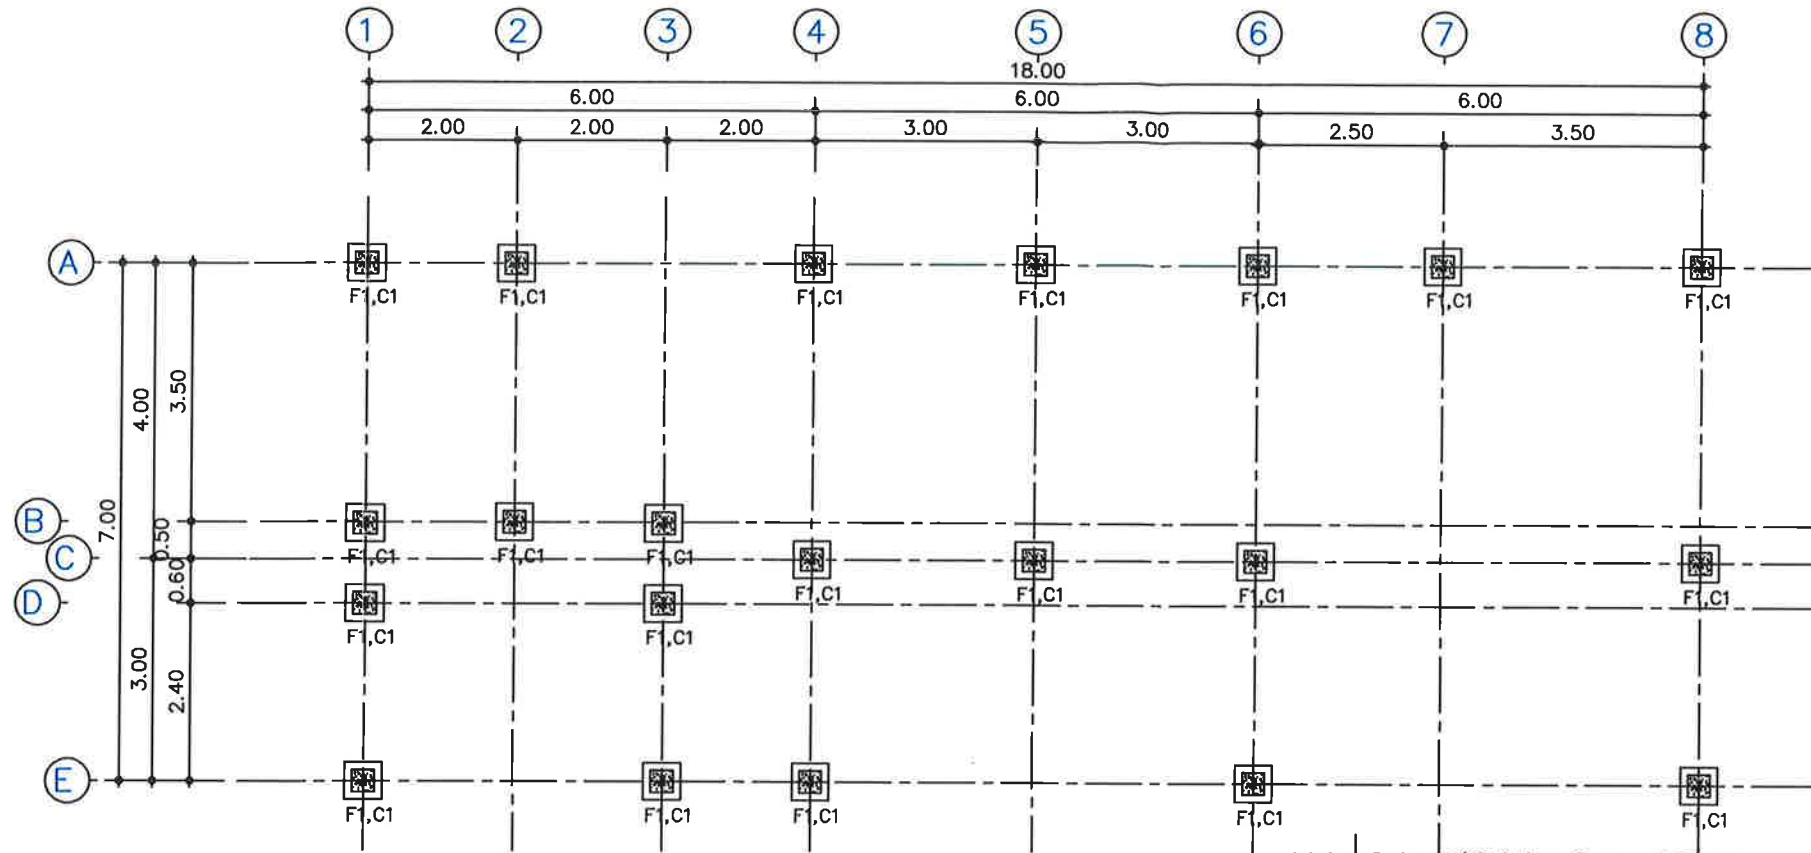 1 2 3 4 5 6 7 8
18.00
6.00 6.00 6.00
2.00 2.00 2.00 3.00 3.00 2.50 3.50
A
F1,C1 F1,C1 F1,C1 F1,C1 F1,C1 F1,C1 F1,C1
7.00 4.00 3.50
B
0.50
F1,C1 F1,C1 F1,C1
C
0.60
F1,C1 F1,C1 F1,C1 F1,C1
D
F1,C1 F1,C1
3.00 2.40
E
F1,C1 F1,C1 F1,C1 F1,C1 F1,C1